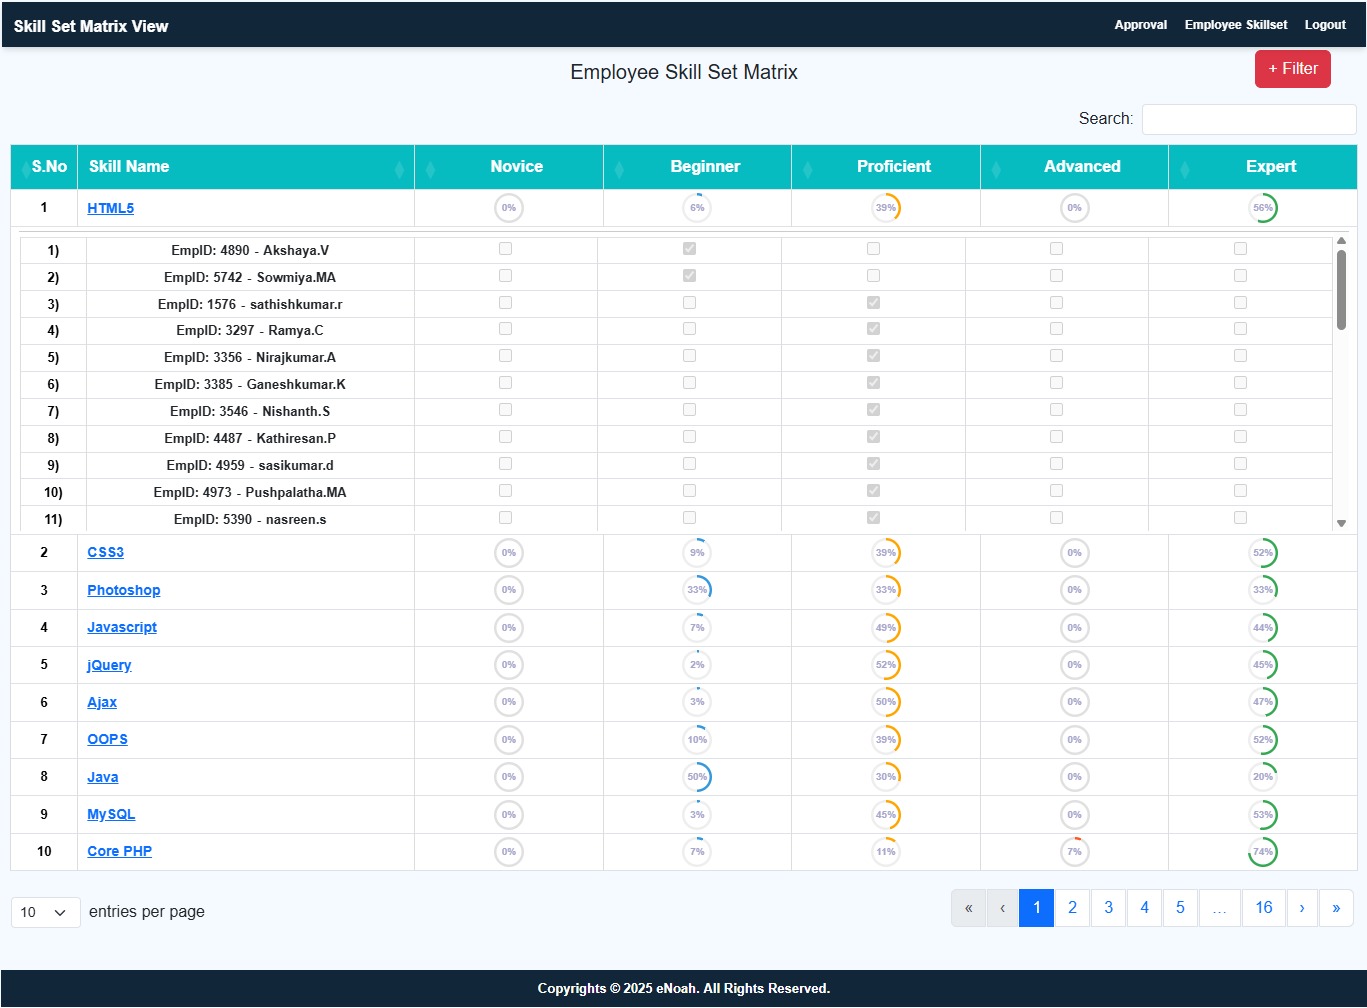 Skill Set Matrix View Approval Employee Skillset Logout
Employee Skill Set Matrix + Filter
Search:
S.No Skill Name Novice Beginner Proficient Advanced Expert
1 HTML5 0% 6% 39% 0% 56%
1) EmpID: 4890 - Akshaya.V
2) EmpID: 5742 - Sowmiya.MA
3) EmpID: 1576 - sathishkumar.r
4) EmpID: 3297 - Ramya.C
5) EmpID: 3356 - Nirajkumar.A
6) EmpID: 3385 - Ganeshkumar.K
7) EmpID: 3546 - Nishanth.S
8) EmpID: 4487 - Kathiresan.P
9) EmpID: 4959 - sasikumar.d
10) EmpID: 4973 - Pushpalatha.MA
11) EmpID: 5390 - nasreen.s
2 CSS3 0% 9% 39% 0% 52%
3 Photoshop 0% 33% 33% 0% 33%
4 Javascript 0% 7% 49% 0% 44%
5 jQuery 0% 2% 52% 0% 45%
6 Ajax 0% 3% 50% 0% 47%
7 OOPS 0% 10% 39% 0% 52%
8 Java 0% 50% 30% 0% 20%
9 MySQL 0% 3% 45% 0% 53%
10 Core PHP 0% 7% 11% 7% 74%
10 entries per page « ‹ 1 2 3 4 5 … 16 › »
Copyrights © 2025 eNoah. All Rights Reserved.